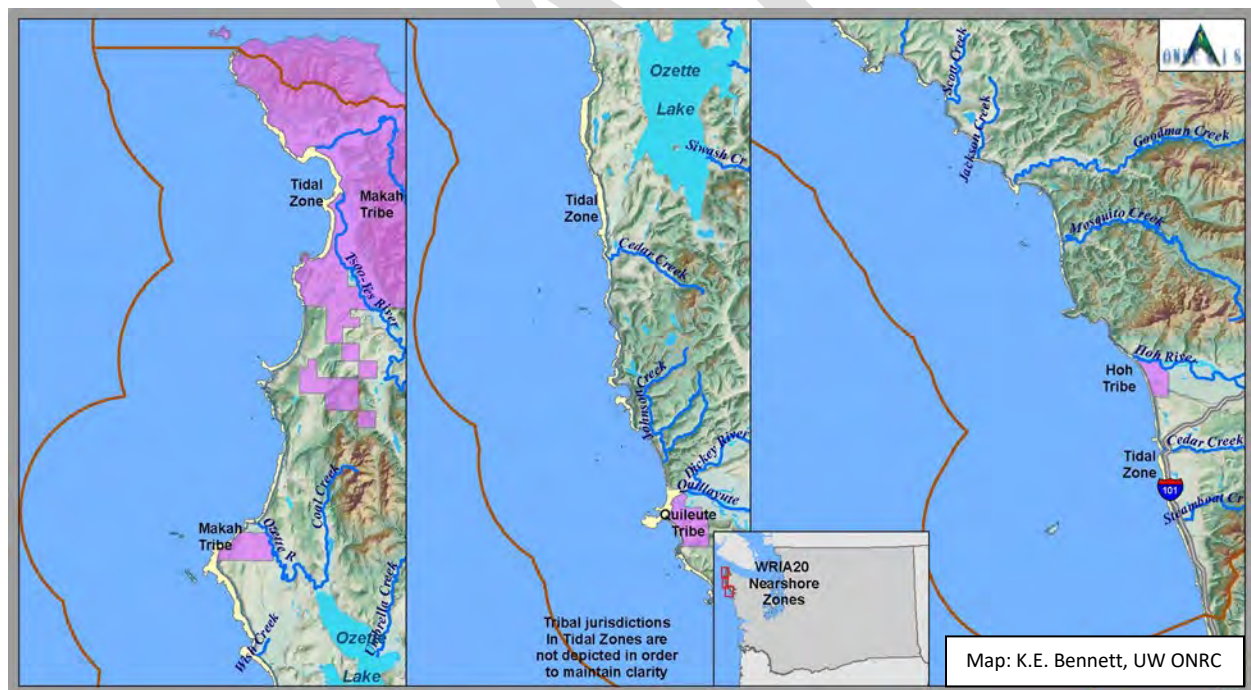 Tidal
Zone
Makah
Tribe
Tsoo-Yes River
Makah
Tribe
Ozette R
Coal Creek
Wish Creek
Umbrella Creek
Ozette
Lake
Ozette
Lake
Siwash Cr
Tidal
Zone
Cedar Creek
Johnson Creek
Dickey River
Quillayute
Quileute
Tribe
Tribal jurisdictions
In Tidal Zones are
not depicted in order
to maintain clarity
WRIA20
Nearshore
Zones
Scott Creek
Jackson Creek
Goodman Creek
Mosquito Creek
Hoh River
Hoh
Tribe
Cedar Creek
Tidal
Zone
101
Steamboat Cr
Map: K.E. Bennett, UW ONRC